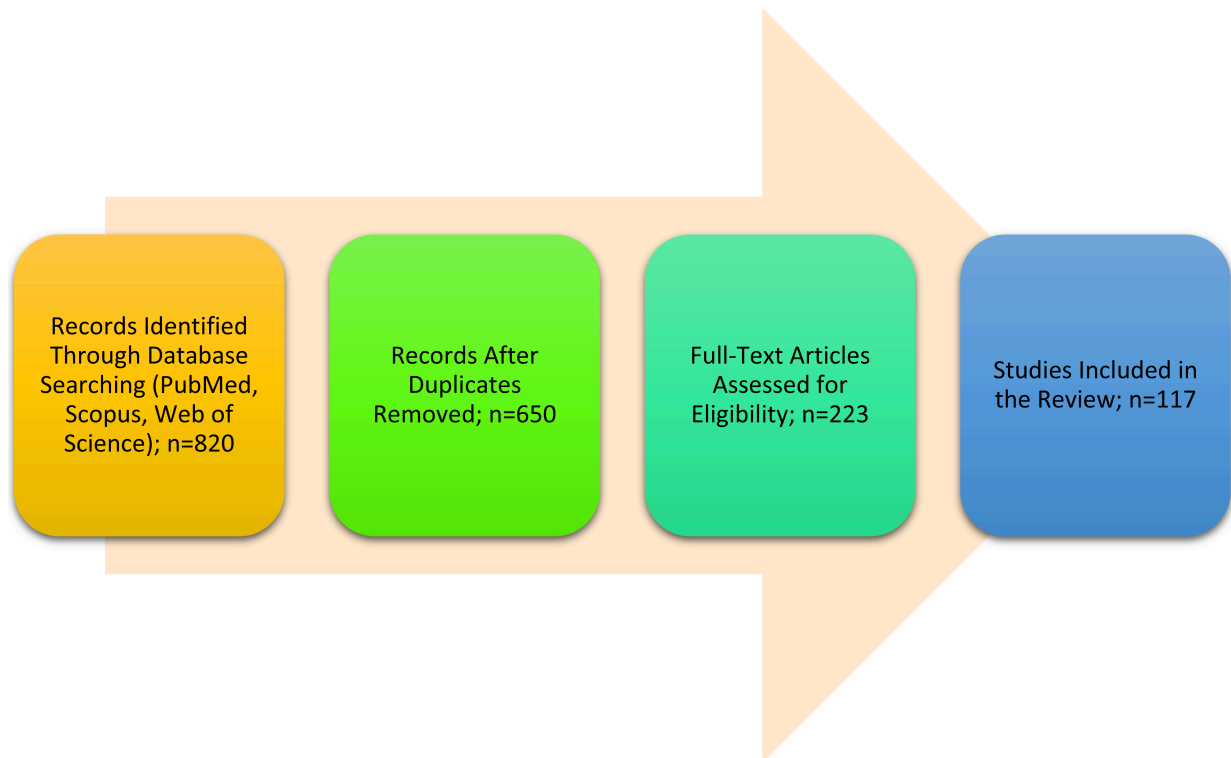 Records Identified
Through Database
Searching (PubMed,
Scopus, Web of
Science); n=820
Records After
Duplicates
Removed; n=650
Full-Text Articles
Assessed for
Eligibility; n=223
Studies Included in
the Review; n=117